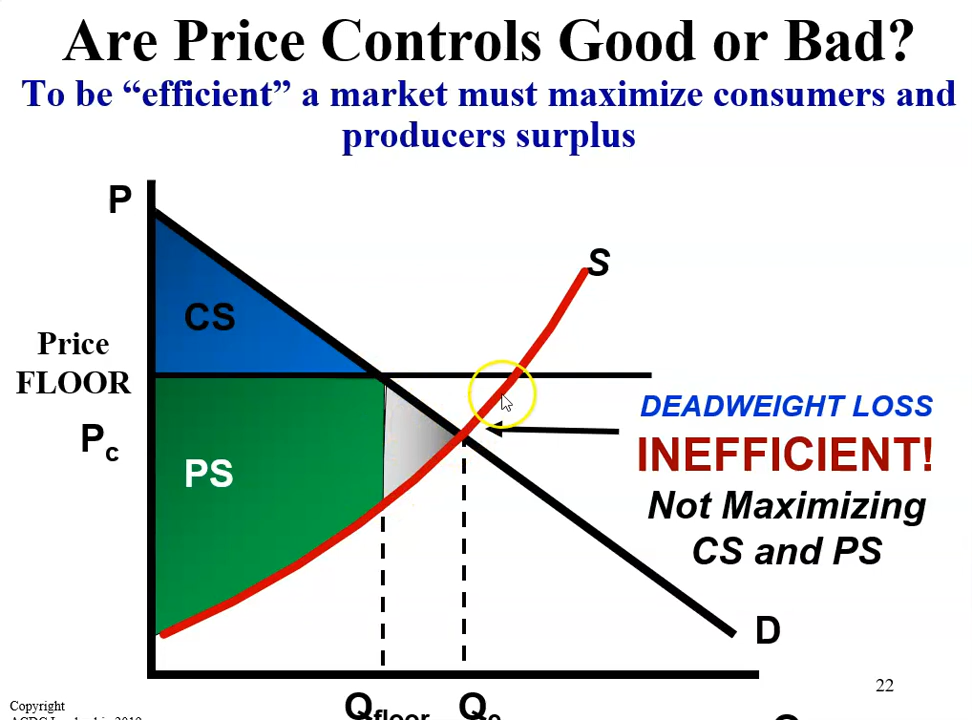 Are Price Controls Good or Bad?
To be “efficient” a market must maximize consumers and
producers surplus
P
S
CS
Price
FLOOR
DEADWEIGHT LOSS
Pc
INEFFICIENT!
PS
Not Maximizing
CS and PS
D
22
Qfloor
Copyright